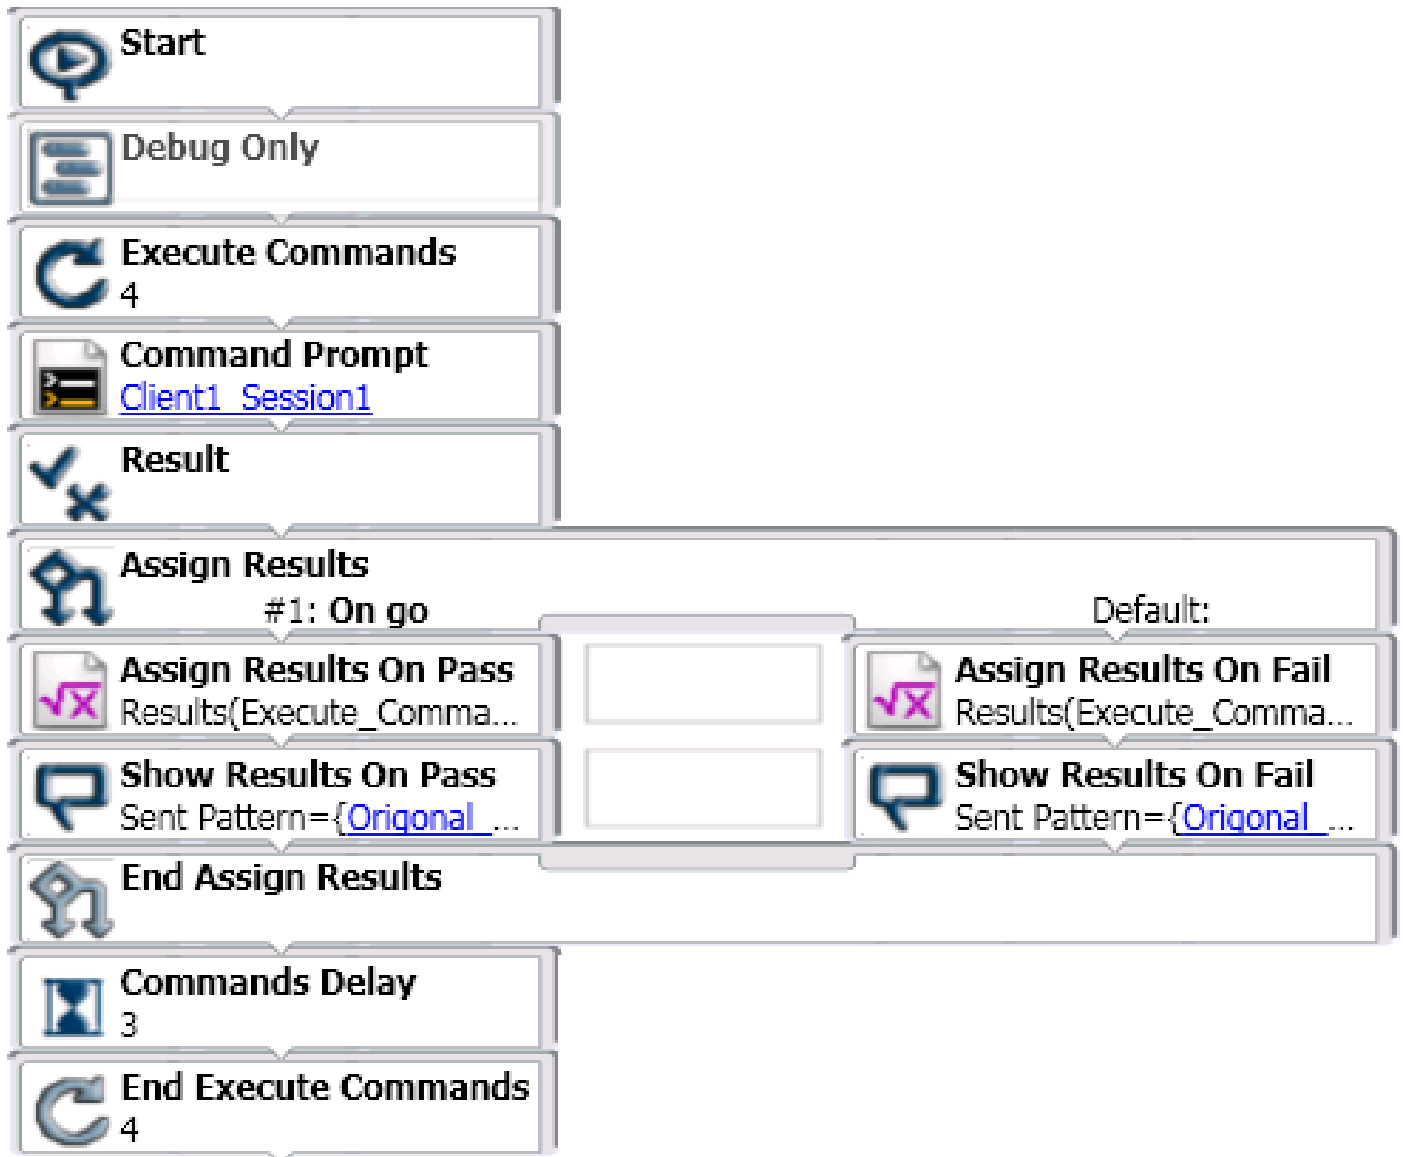 Start
Debug Only
Execute Commands
4
Command Prompt
Client1_Session1
Result
Assign Results
#1: On go
Default:
Assign Results On Pass
Results(Execute_Comma...
Assign Results On Fail
Results(Execute_Comma...
Show Results On Pass
Sent Pattern={Origonal_...
Show Results On Fail
Sent Pattern={Origonal_...
End Assign Results
Commands Delay
3
End Execute Commands
4